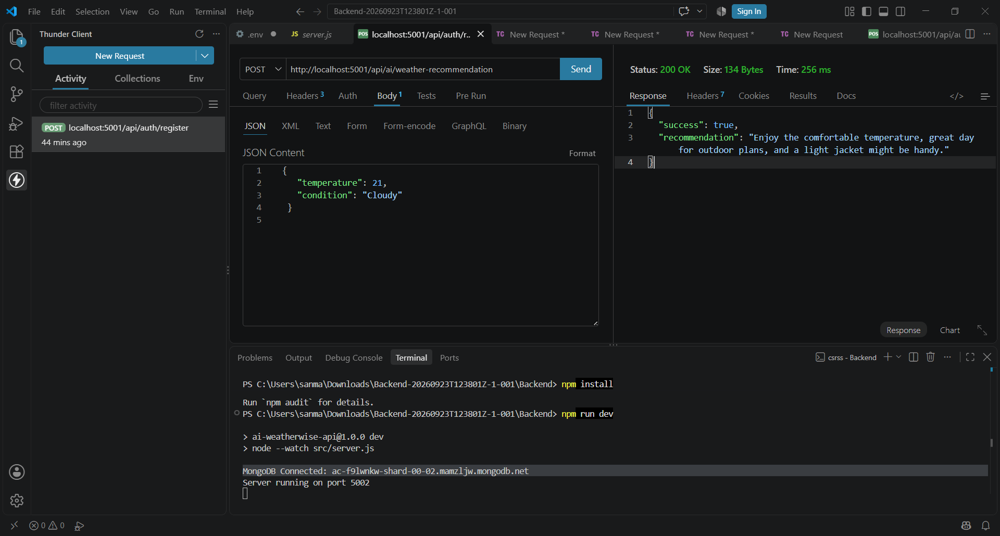 File Edit Selection View Go Run Terminal Help
Backend-20260923T123801Z-1-001
Sign In
1
Thunder Client
New Request
Activity Collections Env
filter activity
POST localhost:5001/api/auth/register
44 mins ago
.env
JS server.js
POS localhost:5001/api/auth/r..
TC New Request *
TC New Request *
TC New Request *
TC New Request
POS localhost:5001/api/au
POST http://localhost:5001/api/ai/weather-recommendation Send
Query Headers 3 Auth Body 1 Tests Pre Run
JSON XML Text Form Form-encode GraphQL Binary
JSON Content Format
1 {
2 "temperature": 21,
3 "condition": "Cloudy"
4 }
5
Status: 200 OK Size: 134 Bytes Time: 256 ms
Response Headers 7 Cookies Results Docs </>
1 {
2 "success": true,
3 "recommendation": "Enjoy the comfortable temperature, great day
for outdoor plans, and a light jacket might be handy."
4 }
Response Chart
Problems Output Debug Console Terminal Ports
csrss - Backend
PS C:\Users\sanma\Downloads\Backend-20260923T123801Z-1-001\Backend> npm install
Run `npm audit` for details.
PS C:\Users\sanma\Downloads\Backend-20260923T123801Z-1-001\Backend> npm run dev
> ai-weatherwise-api@1.0.0 dev
> node --watch src/server.js
MongoDB Connected: ac-f9lwnkw-shard-00-02.mamzljw.mongodb.net
Server running on port 5002
0 0